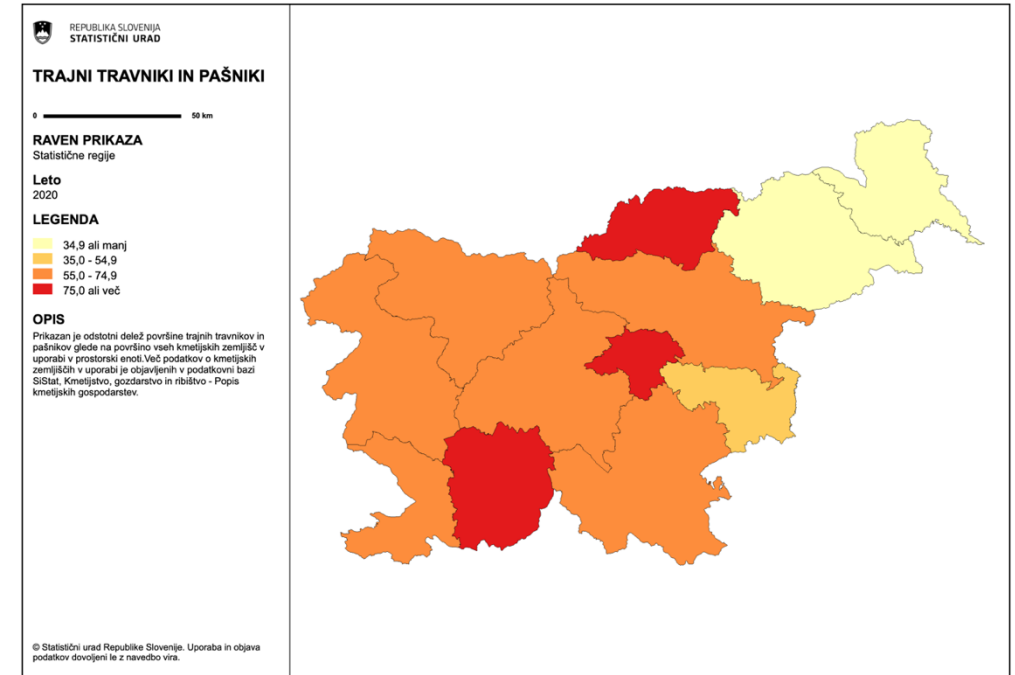 REPUBLIKA SLOVENIJA
STATISTIČNI URAD
TRAJNI TRAVNIKI IN PAŠNIKI
0 50 km
RAVEN PRIKAZA
Statistične regije
Leto
2020
LEGENDA
34,9 ali manj
35,0 - 54,9
55,0 - 74,9
75,0 ali več
OPIS
Prikazan je odstotni delež površine trajnih travnikov in
pašnikov glede na površino vseh kmetijskih zemljišč v
uporabi v prostorski enoti.Več podatkov o kmetijskih
zemljiščih v uporabi je objavljenih v podatkovni bazi
SiStat, Kmetijstvo, gozdarstvo in ribištvo - Popis
kmetijskih gospodarstev.
© Statistični urad Republike Slovenije. Uporaba in objava
podatkov dovoljeni le z navedbo vira.